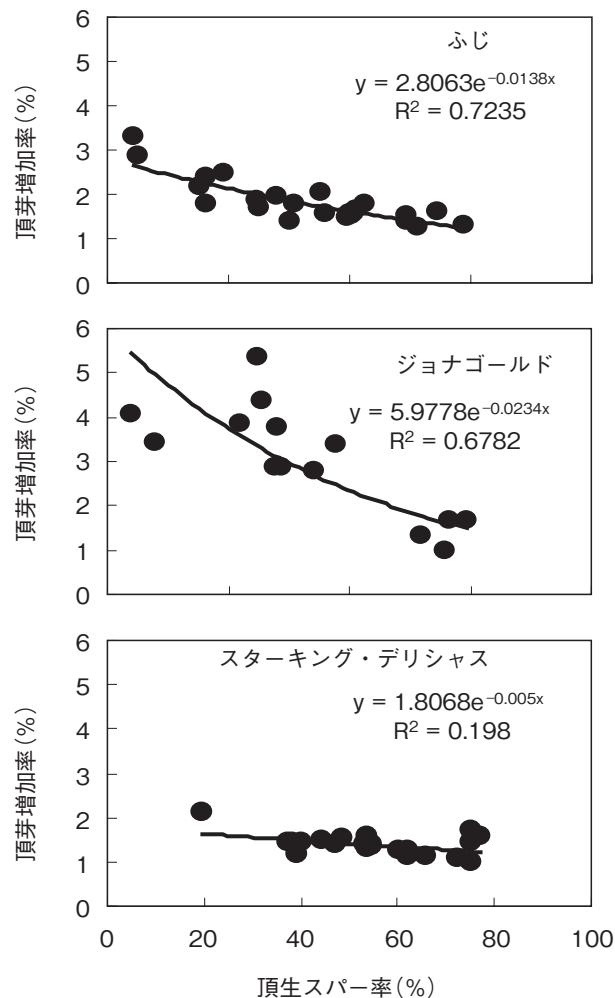 6
5
4
3
2
1
0
頂芽増加率(%)
ふじ
y = 2.8063e^−0.0138x
R² = 0.7235
6
5
4
3
2
1
0
頂芽増加率(%)
ジョナゴールド
y = 5.9778e^−0.0234x
R² = 0.6782
6
5
4
3
2
1
0
頂芽増加率(%)
スターキング・デリシャス
y = 1.8068e^−0.005x
R² = 0.198
0 20 40 60 80 100
頂生スパー率(%)